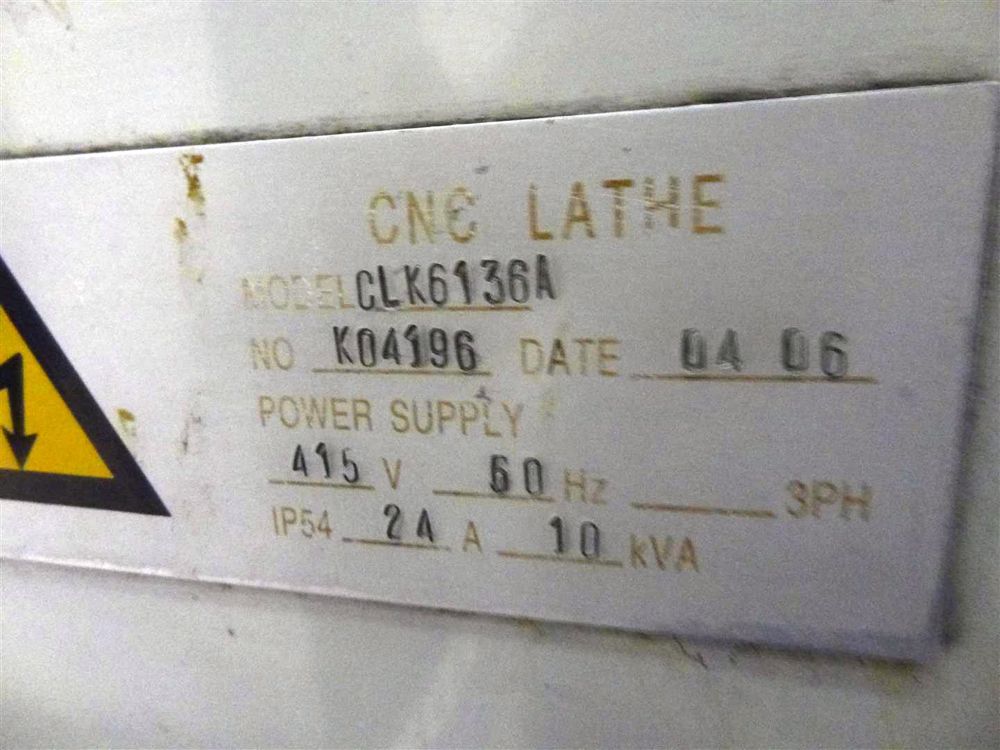 CNC LATHE
MODEL CLK6136A
NO K04196 DATE 04 06
POWER SUPPLY
415 V 60 Hz 3PH
IP54 24 A 10 kVA